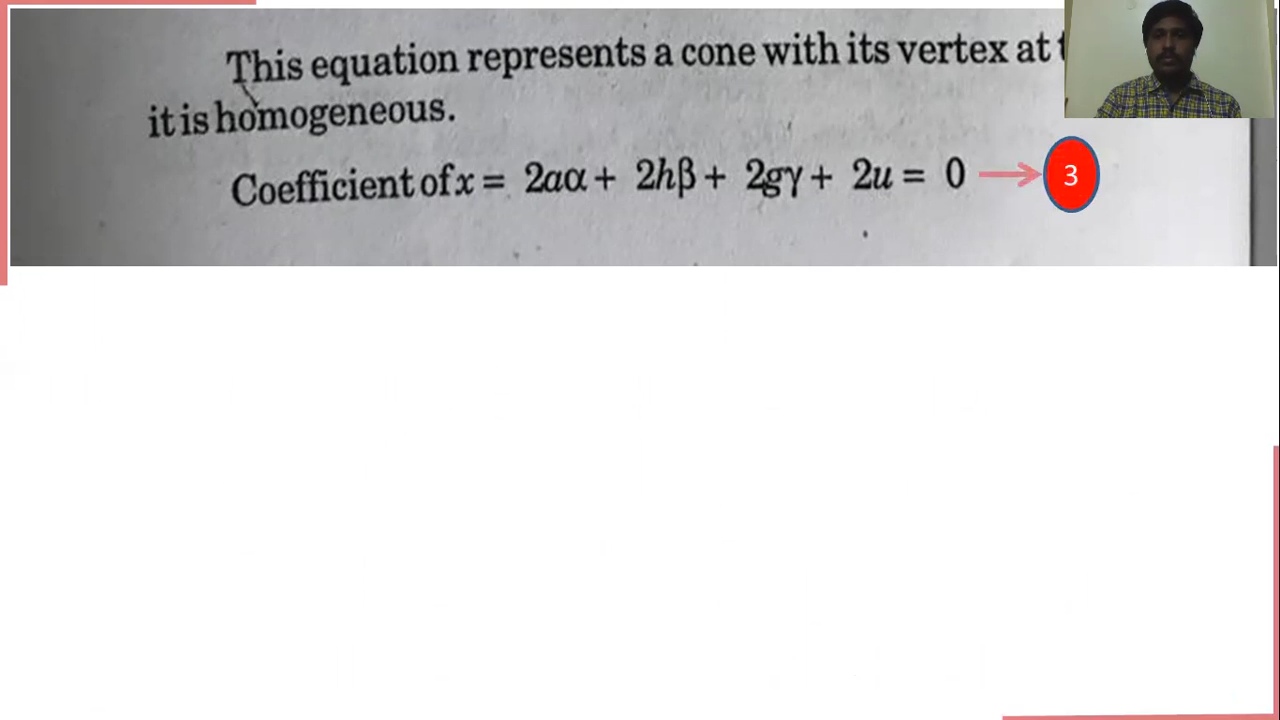 This equation represents a cone with its vertex at
it is homogeneous.
Coefficient of x = 2aα + 2hβ + 2gγ + 2u = 0 → 3